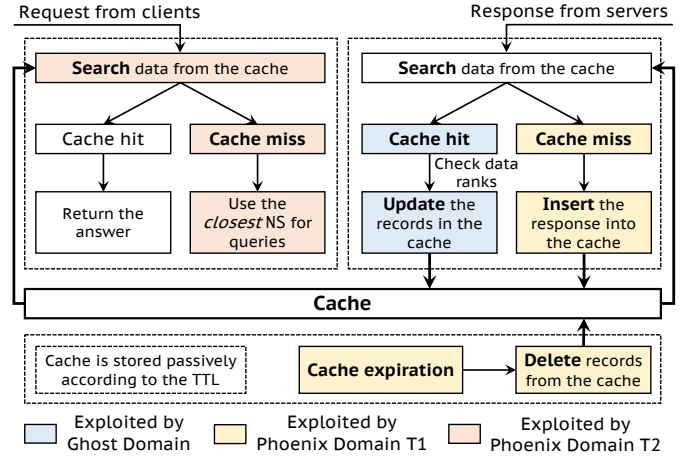 Request from clients
Response from servers
Search data from the cache
Search data from the cache
Cache hit
Cache miss
Cache hit
Cache miss
Check data
ranks
Return the
answer
Use the
closest NS for
queries
Update the
records in the
cache
Insert the
response into
the cache
Cache
Cache is stored passively
according to the TTL
Cache expiration
Delete records
from the cache
Exploited by
Ghost Domain
Exploited by
Phoenix Domain T1
Exploited by
Phoenix Domain T2